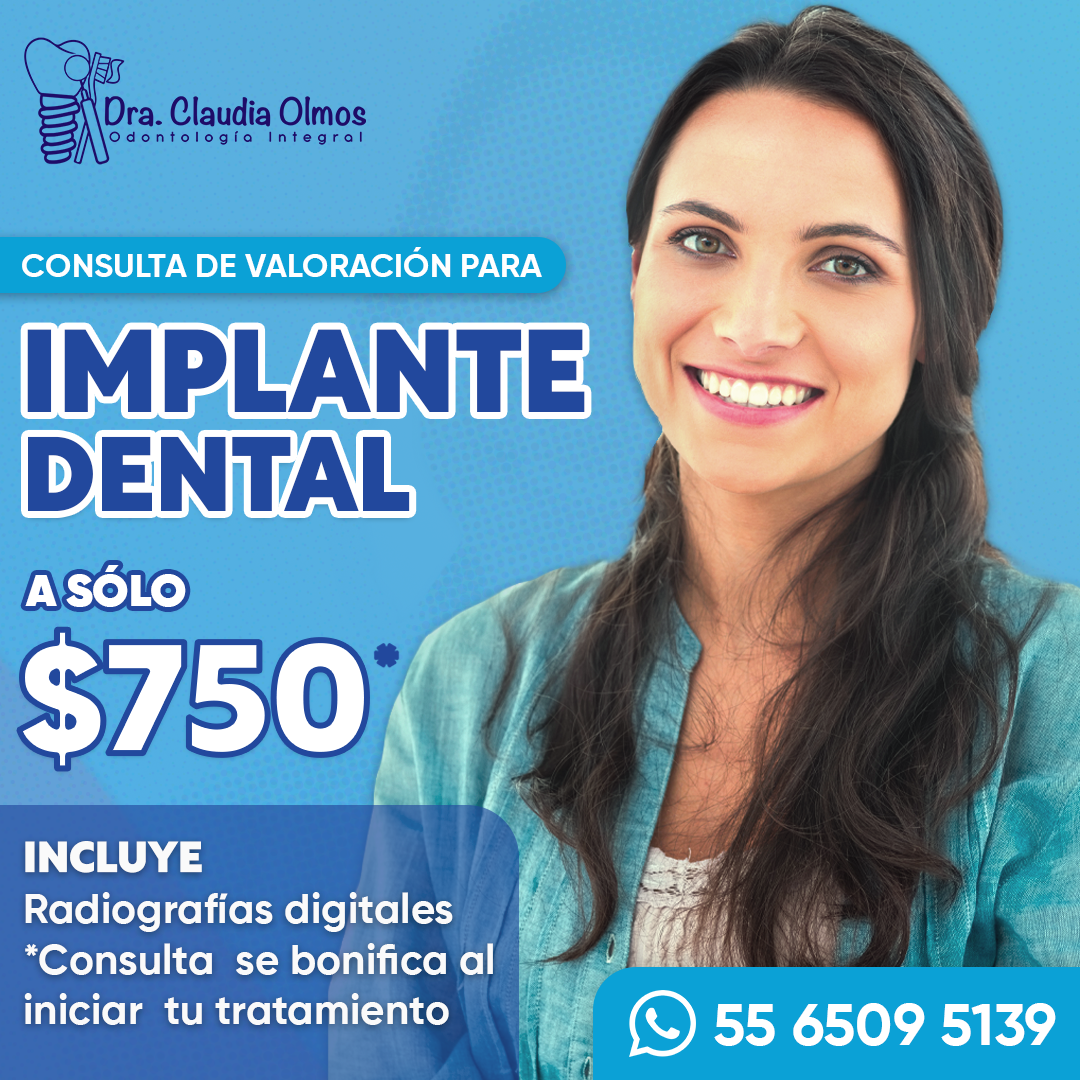 Dra. Claudia Olmos
Odontología Integral
CONSULTA DE VALORACIÓN PARA
IMPLANTE
DENTAL
A SÓLO
$750*
INCLUYE
Radiografías digitales
*Consulta se bonifica al
iniciar tu tratamiento
55 6509 5139